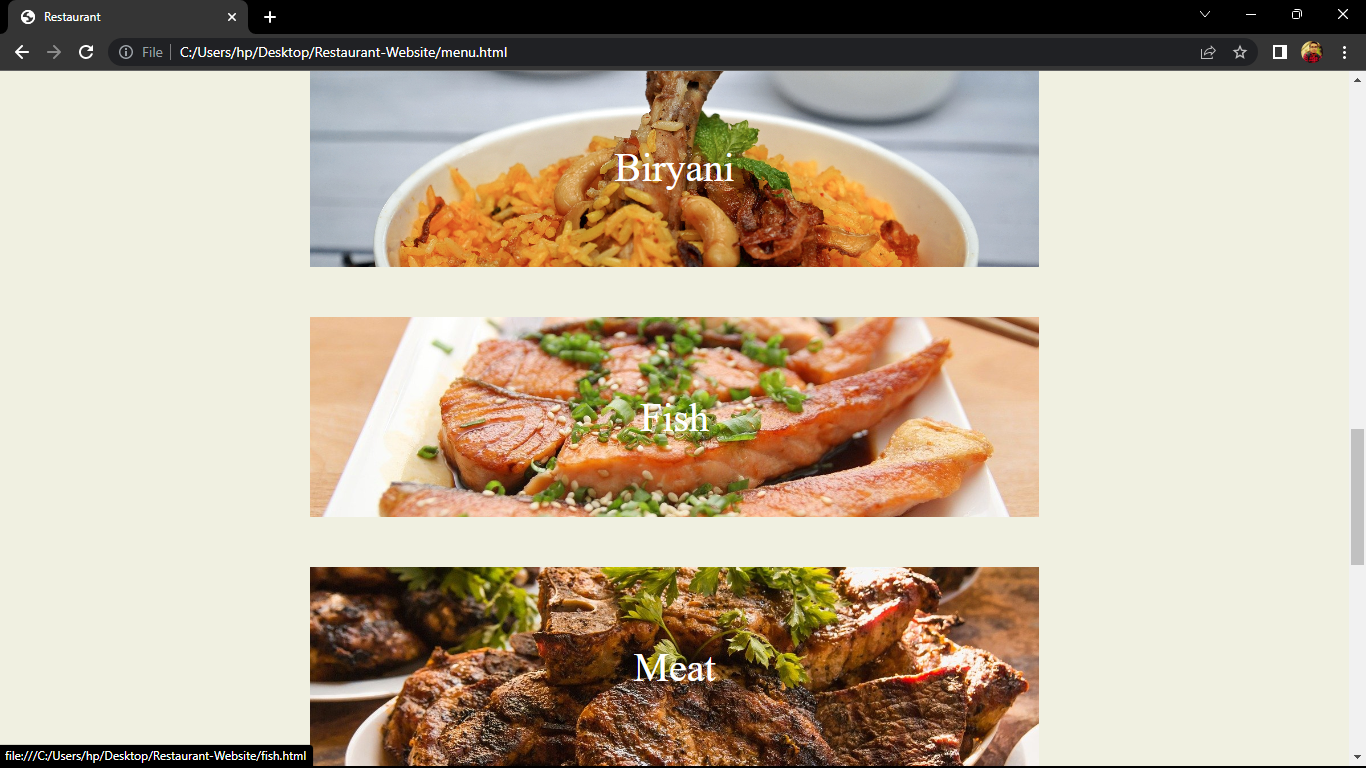 Restaurant
File
C:/Users/hp/Desktop/Restaurant-Website/menu.html
Biryani
Fish
Meat
file:///C:/Users/hp/Desktop/Restaurant-Website/fish.html